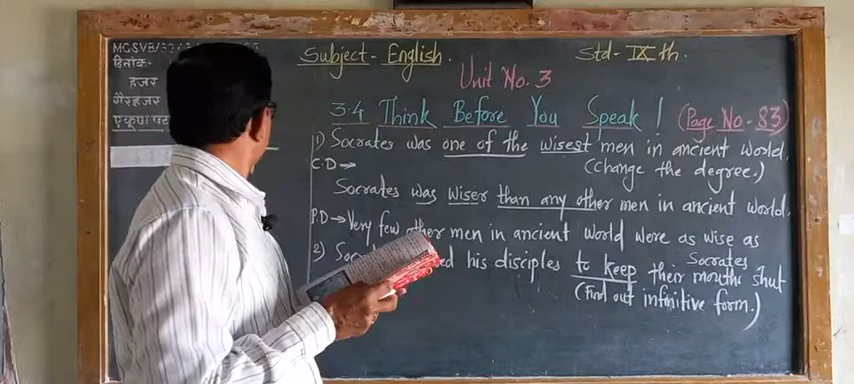 MGSVB/
Subject - English.
Std - IX th.
दिनांक-
हजर
गैरहजर
एकूण पट
Unit No. 3
3.4 Think Before You Speak! (Page No - 83)
1) Socrates was one of the wisest men in ancient world.
(change the degree.)
C.D →
Socrates was wiser than any other men in ancient world.
P.D → Very few other men in ancient world were as wise as
Socrates
2) his disciples to keep their mouths shut
(Find out infinitive form.)